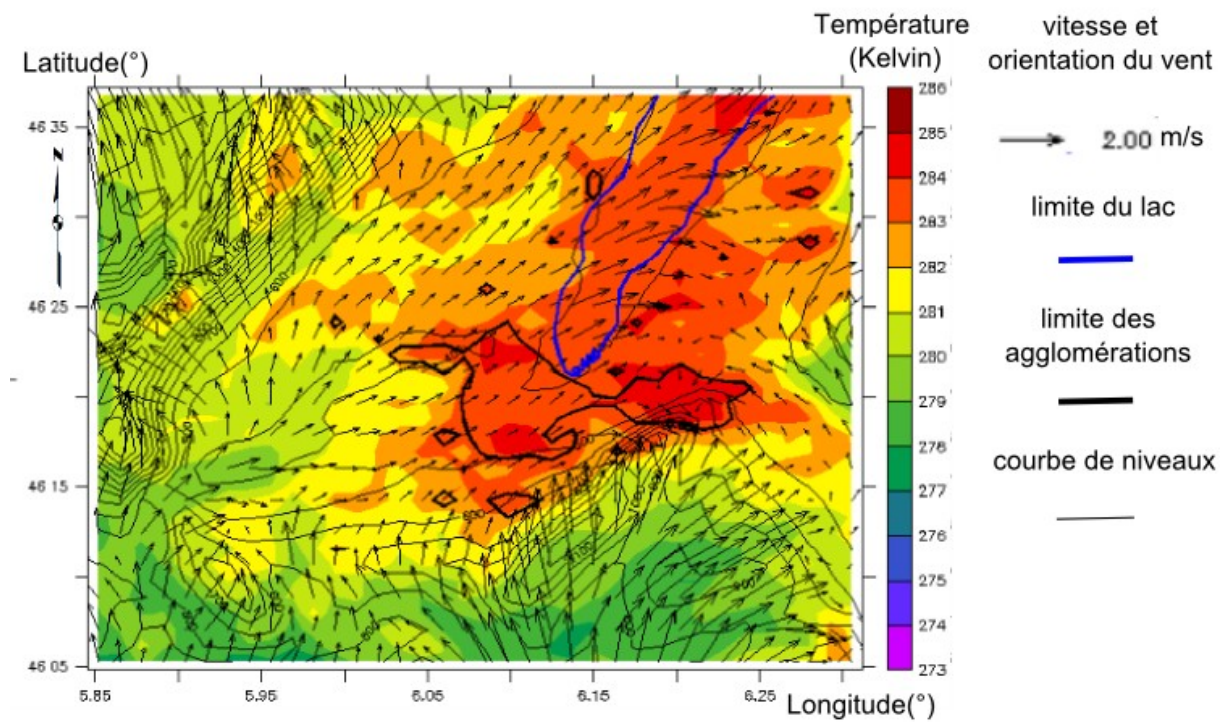 Température
(Kelvin)
vitesse et
orientation du vent
Latitude(°)
286
285
284
283
282
281
280
279
278
277
276
275
274
273
2.00 m/s
limite du lac
limite des
agglomérations
courbe de niveaux
46 35
N
46 25
46 15
46 05
600
600
5.85
5.95
6.05
6.15
6.25
Longitude(°)